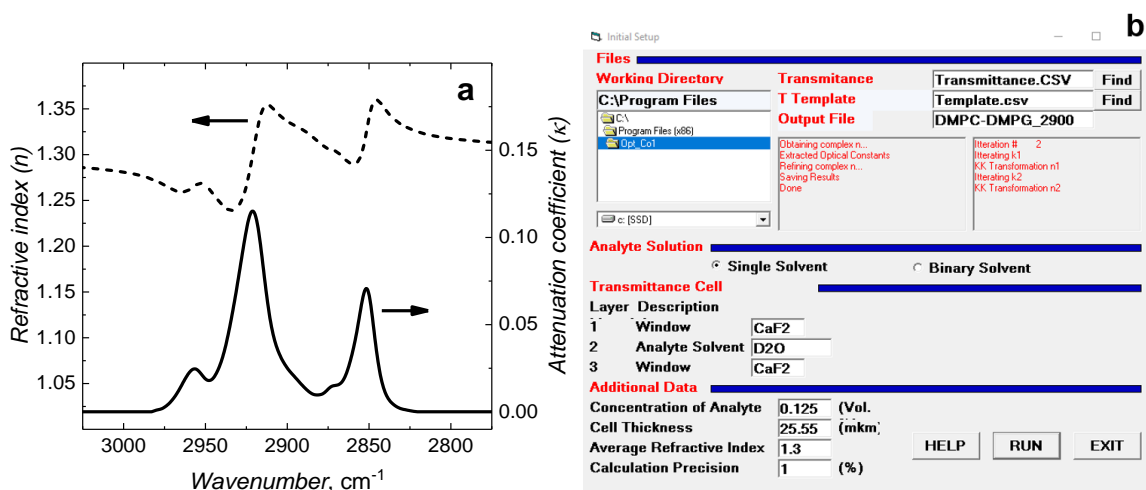 a
1.35
1.30
1.25
1.20
1.15
1.10
1.05
Refractive index (n)
0.15
0.10
0.05
0.00
Attenuation coefficient (κ)
3000 2950 2900 2850 2800
Wavenumber, cm-1
b
Initial Setup
Files
Working Directory
C:\Program Files
C:\
Program Files (x86)
Opt_Co1
c: [SSD]
Transmitance Transmittance.CSV Find
T Template Template.csv Find
Output File DMPC-DMPG_2900
Obtaining complex n...
Extracted Optical Constants
Refining complex n...
Saving Results
Done
Itteration # 2
Itterating k1
KK Transformation n1
Itterating k2
KK Transformation n2
Analyte Solution
Single Solvent Binary Solvent
Transmittance Cell
Layer Description
1 Window CaF2
2 Analyte Solvent D2O
3 Window CaF2
Additional Data
Concentration of Analyte 0.125 (Vol.
Cell Thickness 25.55 (mkm)
Average Refractive Index 1.3
Calculation Precision 1 (%)
HELP RUN EXIT